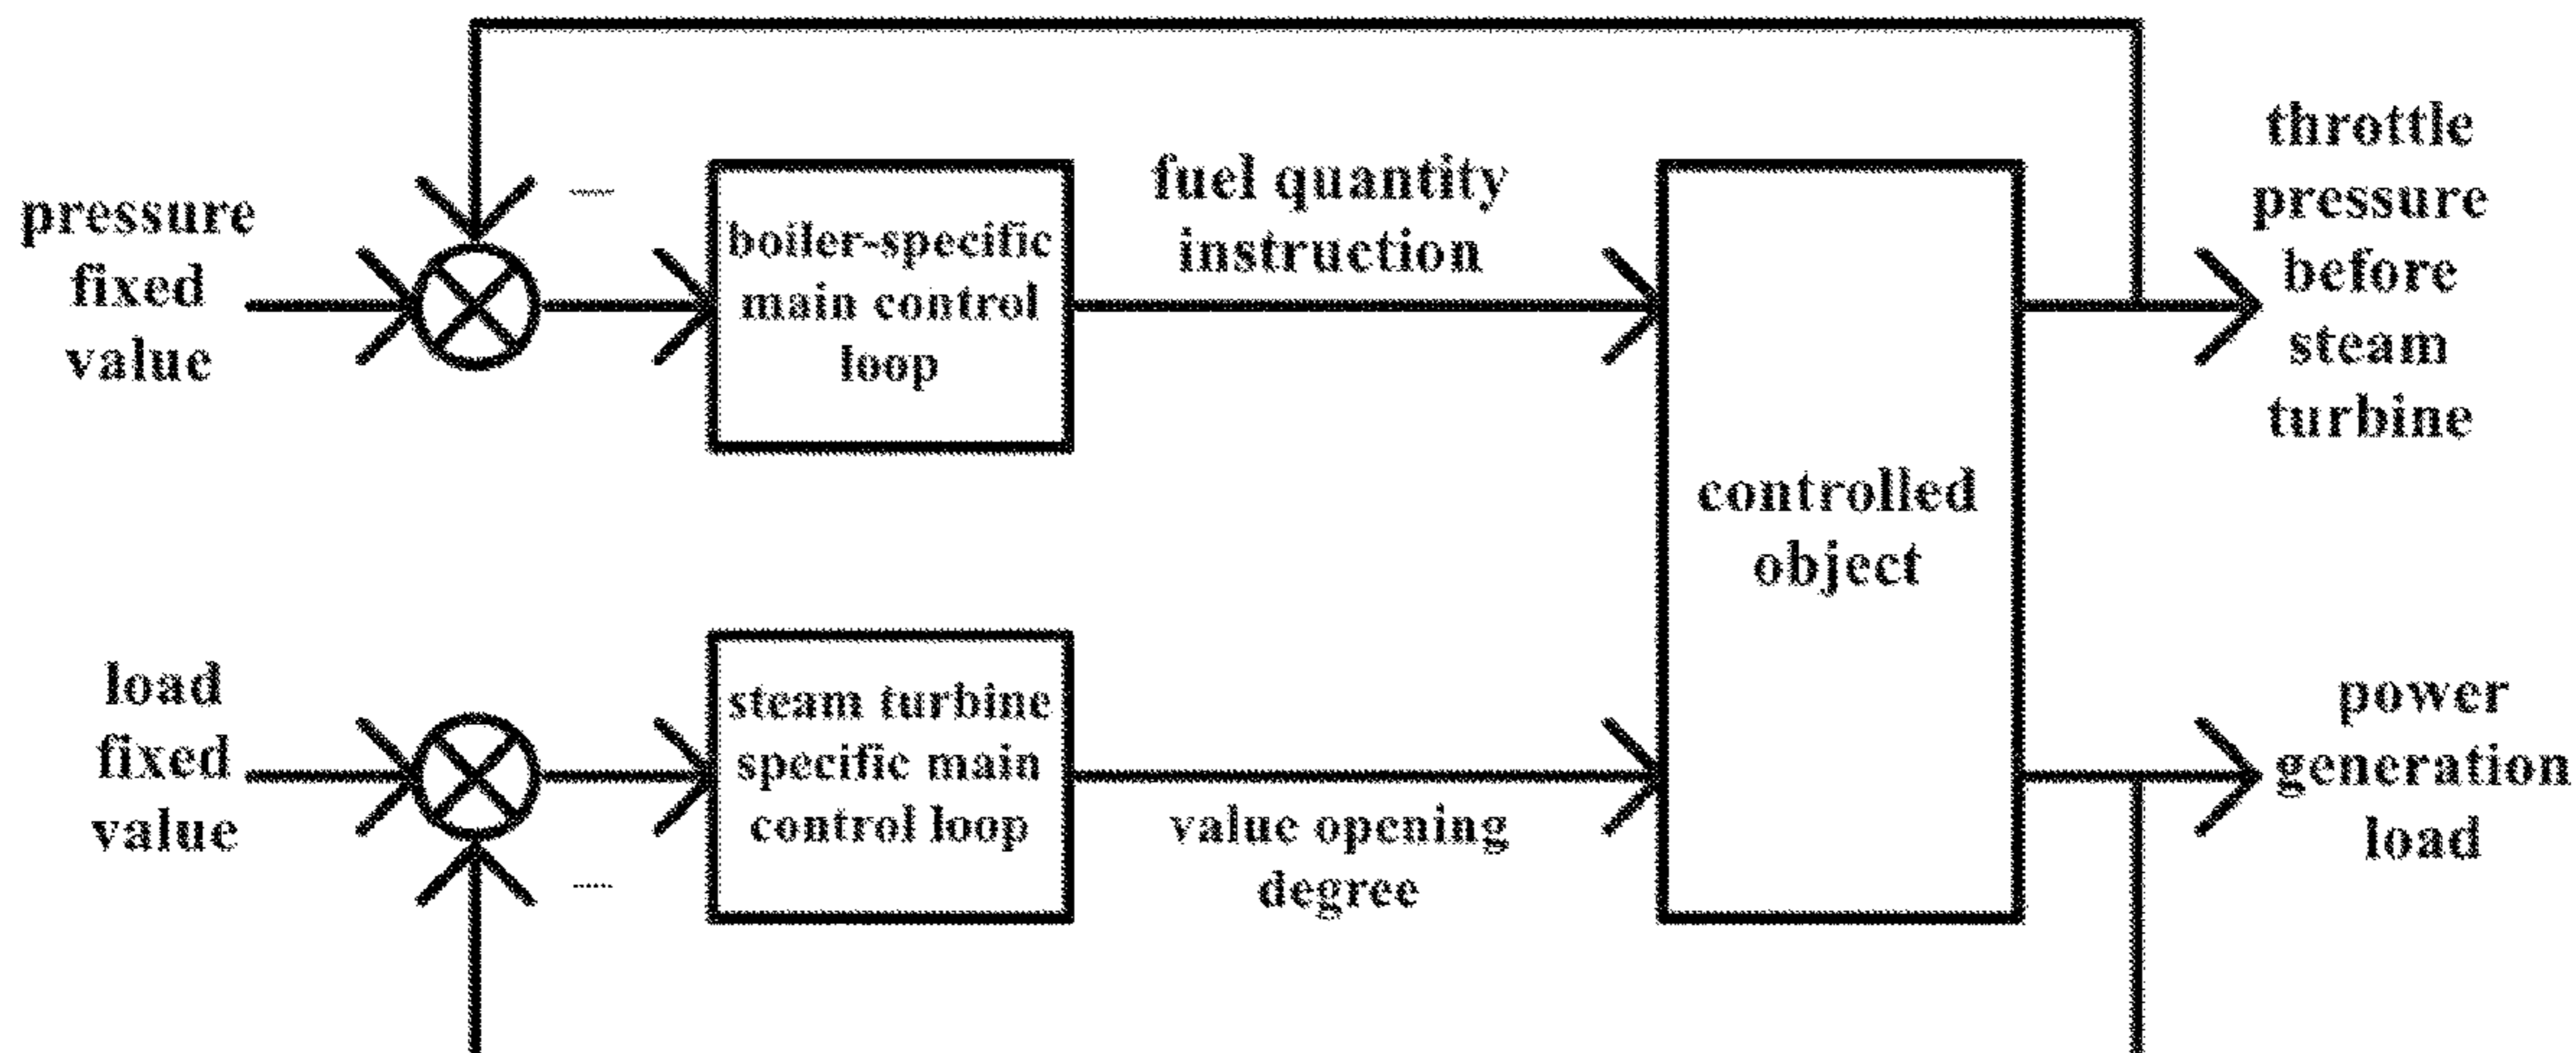 pressure
fixed
value
boiler-specific
main control
loop
fuel quantity
instruction
controlled
object
throttle
pressure
before
steam
turbine
load
fixed
value
steam turbine
specific main
control loop
value opening
degree
power
generation
load